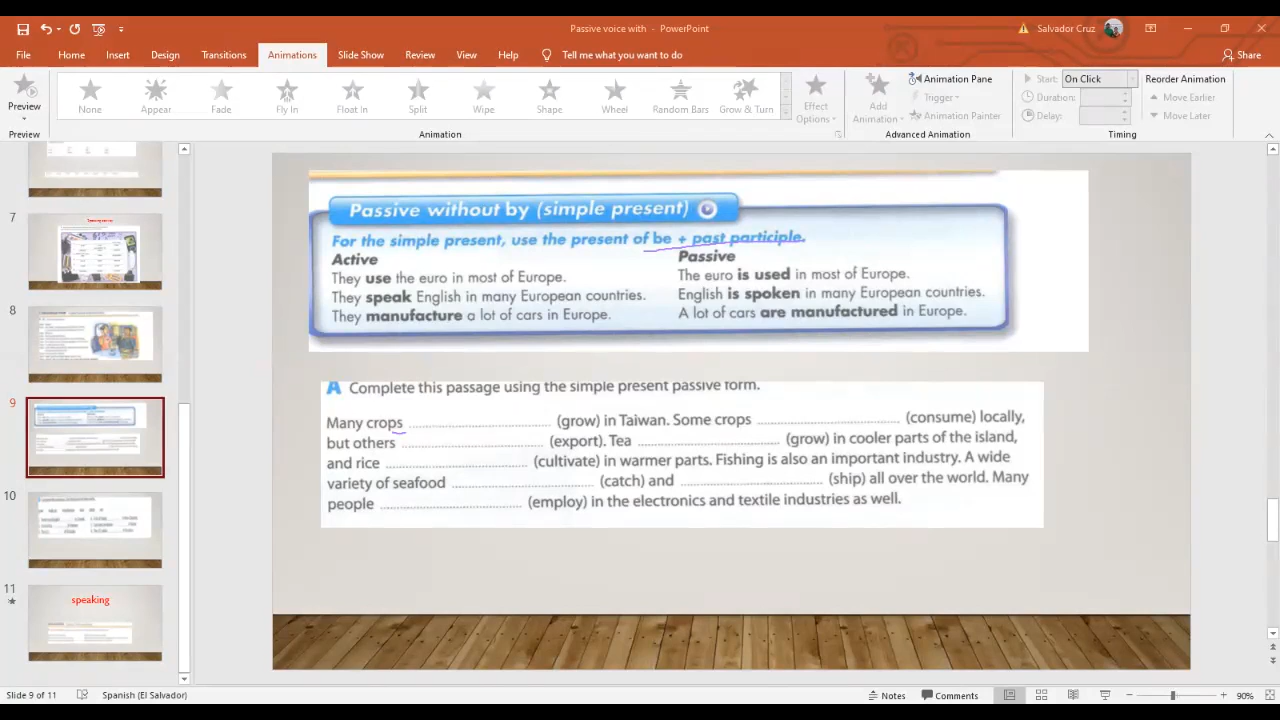 Passive voice with - PowerPoint
Salvador Cruz
File Home Insert Design Transitions Animations Slide Show Review View Help Tell me what you want to do Share
Preview
None Appear Fade Fly In Float In Split Wipe Shape Wheel Random Bars Grow & Turn
Effect Options
Add Animation
Animation Pane
Trigger
Animation Painter
Start: On Click
Duration:
Delay:
Reorder Animation
Move Earlier
Move Later
Preview Animation Advanced Animation Timing
7
8
9
10
11
speaking
Passive without by (simple present)
For the simple present, use the present of be + past participle.
Active Passive
They use the euro in most of Europe. The euro is used in most of Europe.
They speak English in many European countries. English is spoken in many European countries.
They manufacture a lot of cars in Europe. A lot of cars are manufactured in Europe.
A Complete this passage using the simple present passive form.
Many crops .............................. (grow) in Taiwan. Some crops .............................. (consume) locally,
but others .............................. (export). Tea .............................. (grow) in cooler parts of the island,
and rice .............................. (cultivate) in warmer parts. Fishing is also an important industry. A wide
variety of seafood .............................. (catch) and .............................. (ship) all over the world. Many
people .............................. (employ) in the electronics and textile industries as well.
Slide 9 of 11 Spanish (El Salvador) Notes Comments 90%